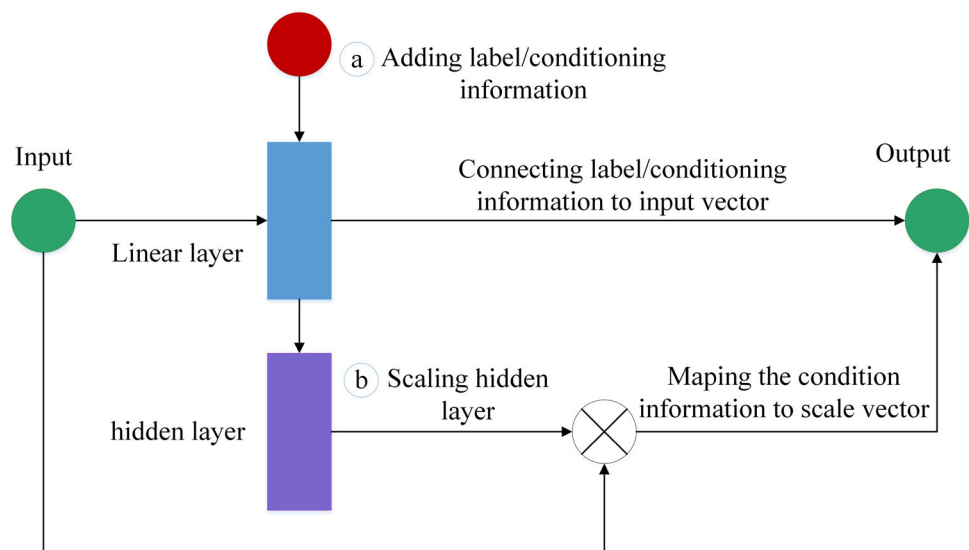 a Adding label/conditioning
information
Input
Connecting label/conditioning
information to input vector
Output
Linear layer
b Scaling hidden
layer
Maping the condition
information to scale vector
hidden layer